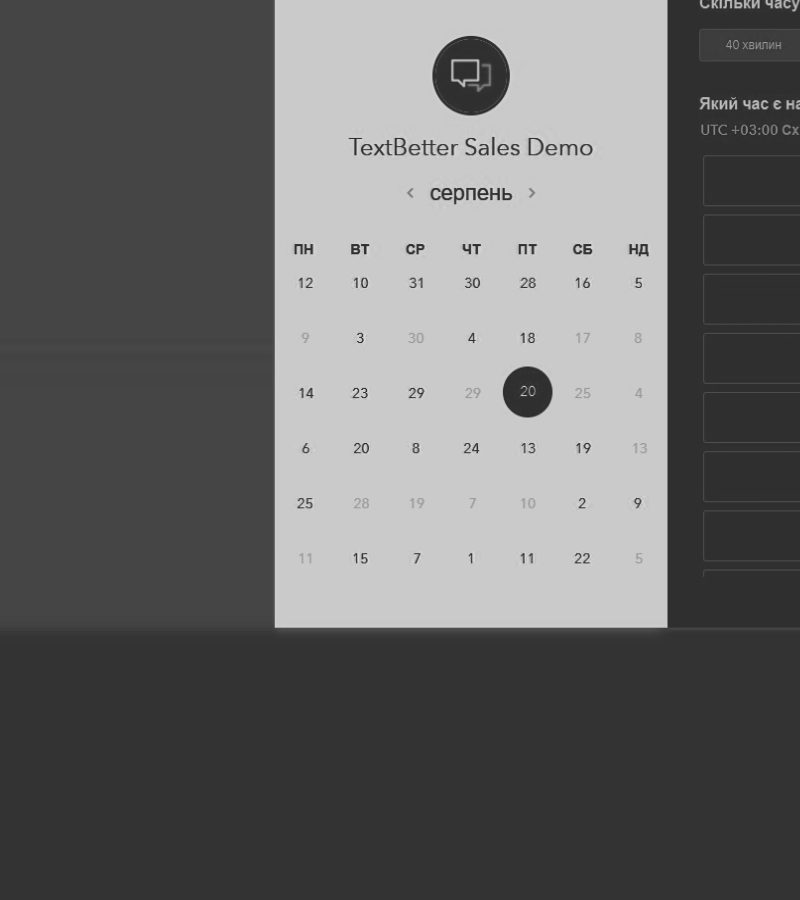 Скільки часу
40 хвилин
TextBetter Sales Demo
серпень
Який час є на
UTC +03:00 Сх
ПН ВТ СР ЧТ ПТ СБ НД
12 10 31 30 28 16 5
9 3 30 4 18 17 8
14 23 29 29 20 25 4
6 20 8 24 13 19 13
25 28 19 7 10 2 9
11 15 7 1 11 22 5